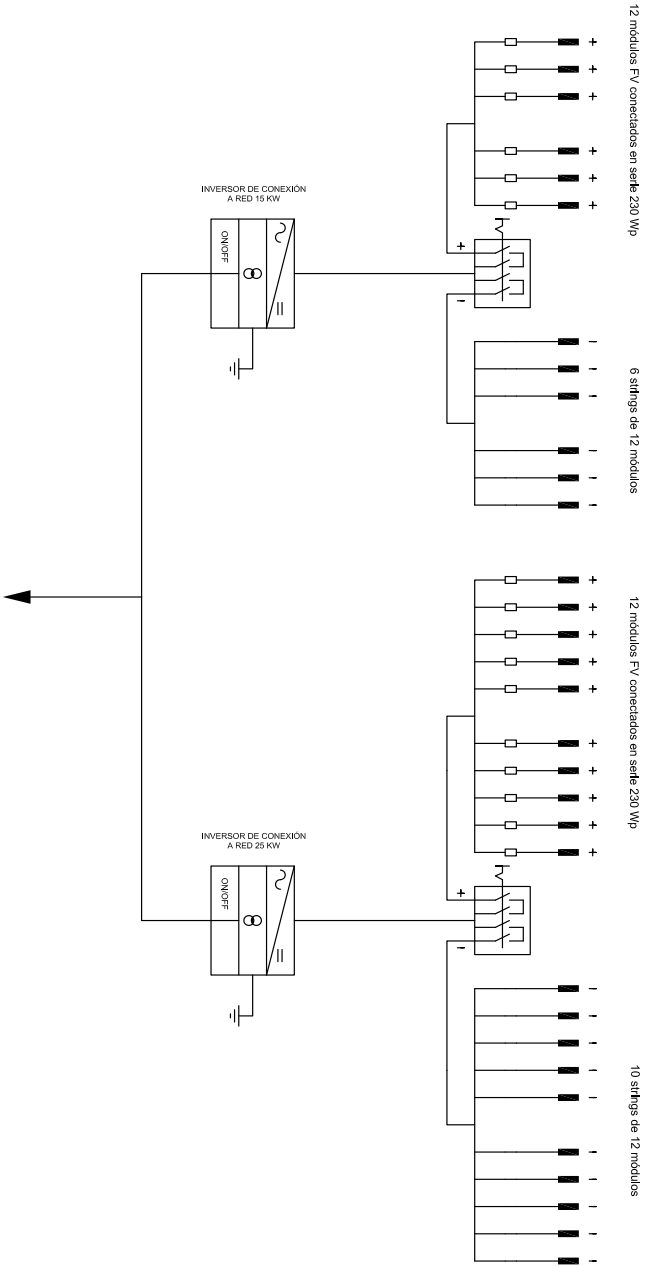 12 módulos FV conectados en serie 230 Wp
6 strings de 12 módulos
12 módulos FV conectados en serie 230 Wp
10 strings de 12 módulos
+ + + + + +
- - - - - -
+ + + + + + + + + +
- - - - - - - - - -
+
-
+
-
INVERSOR DE CONEXIÓN
A RED 15 KW
ON/OFF
INVERSOR DE CONEXIÓN
A RED 25 KW
ON/OFF